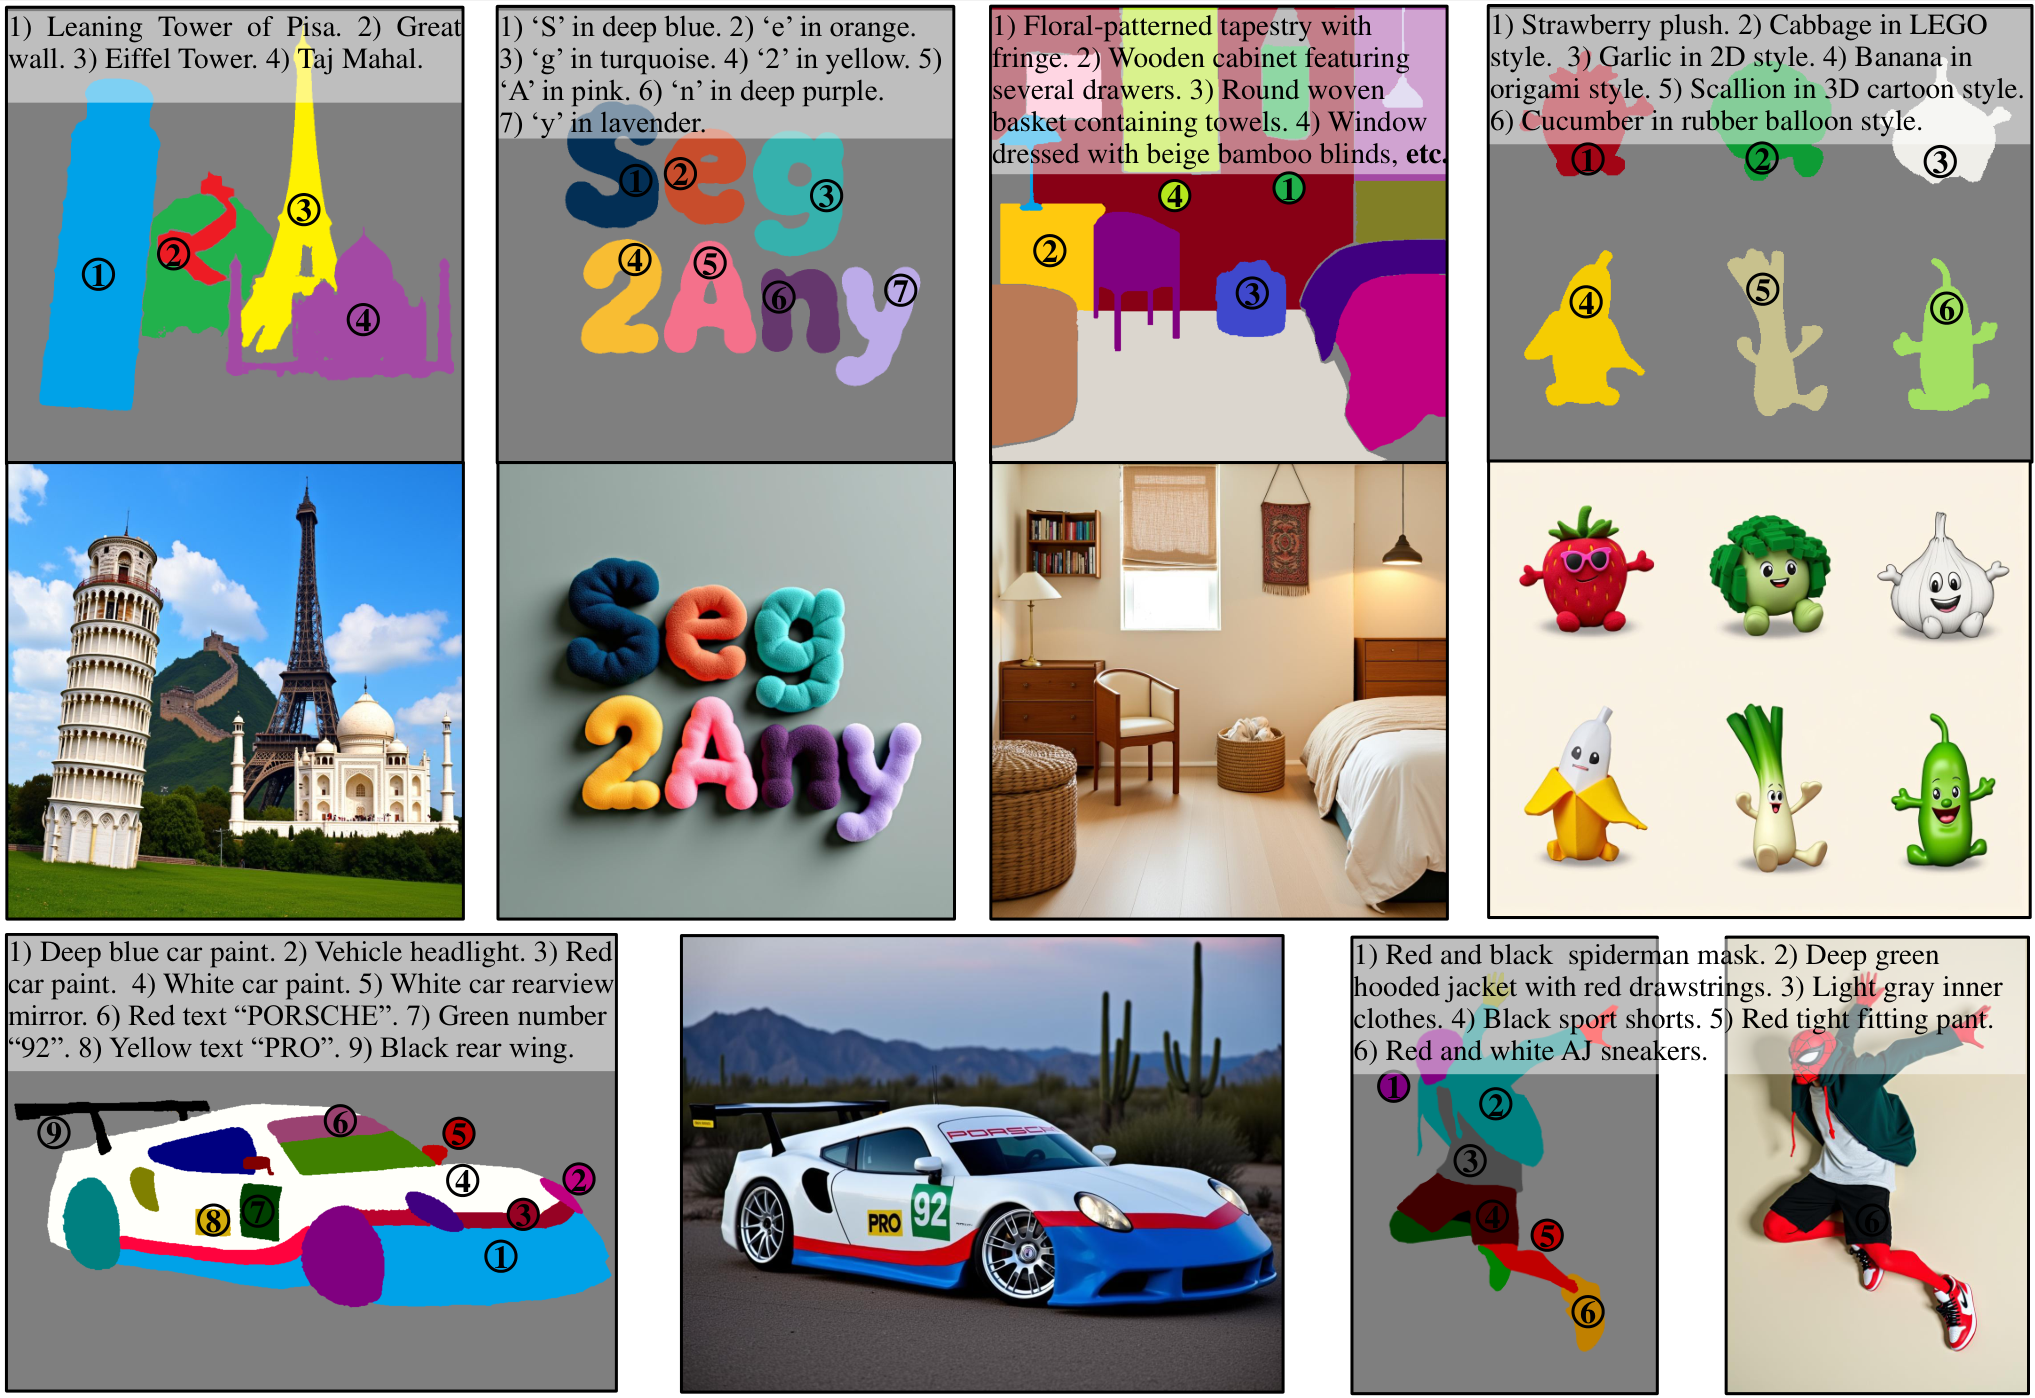 1) Leaning Tower of Pisa. 2) Great
wall. 3) Eiffel Tower. 4) Taj Mahal.
1
2
3
4
1) ‘S’ in deep blue. 2) ‘e’ in orange.
3) ‘g’ in turquoise. 4) ‘2’ in yellow. 5)
‘A’ in pink. 6) ‘n’ in deep purple.
7) ‘y’ in lavender.
Seg
1
2
3
2Any
4
5
6
7
1) Floral-patterned tapestry with
fringe. 2) Wooden cabinet featuring
several drawers. 3) Round woven
basket containing towels. 4) Window
dressed with beige bamboo blinds, etc.
4
1
2
3
1) Strawberry plush. 2) Cabbage in LEGO
style. 3) Garlic in 2D style. 4) Banana in
origami style. 5) Scallion in 3D cartoon style.
6) Cucumber in rubber balloon style.
1
2
3
4
5
6
Seg
2Any
1) Deep blue car paint. 2) Vehicle headlight. 3) Red
car paint. 4) White car paint. 5) White car rearview
mirror. 6) Red text “PORSCHE”. 7) Green number
“92”. 8) Yellow text “PRO”. 9) Black rear wing.
9
6
5
4
2
8
7
3
1
PORSCHE
PRO
92
1) Red and black spiderman mask. 2) Deep green
hooded jacket with red drawstrings. 3) Light gray inner
clothes. 4) Black sport shorts. 5) Red tight fitting pant.
6) Red and white AJ sneakers.
1
2
3
4
5
6
6